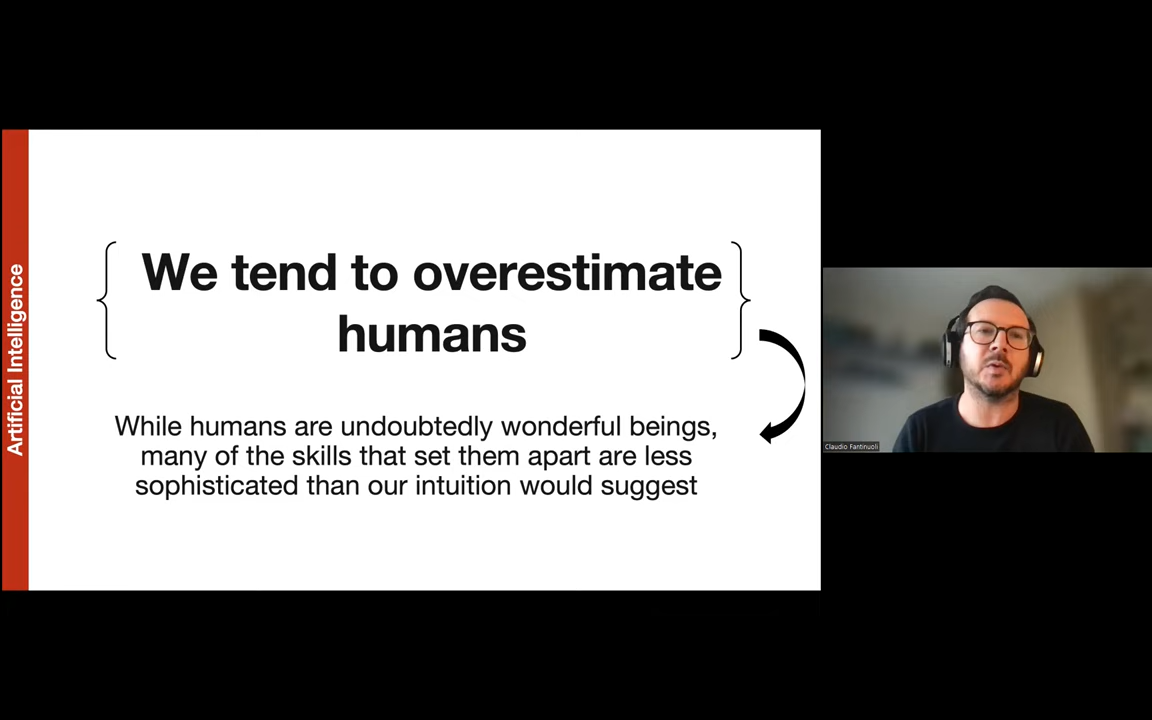 Artificial Intelligence
We tend to overestimate
humans
While humans are undoubtedly wonderful beings,
many of the skills that set them apart are less
sophisticated than our intuition would suggest
Claudio Fantinuoli